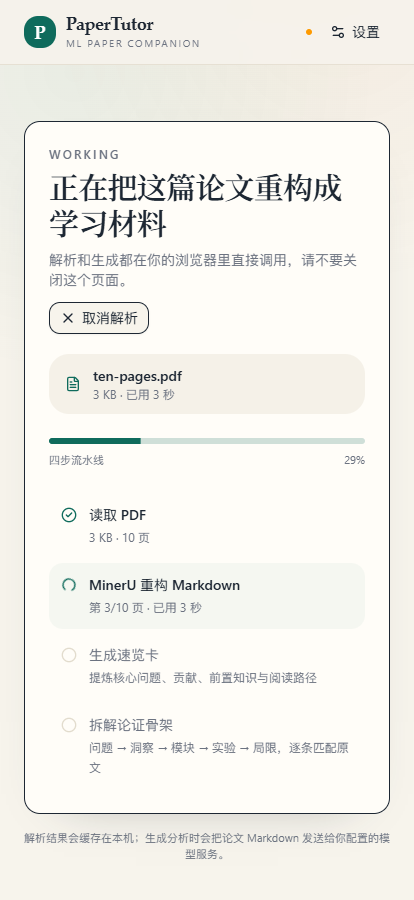 P
PaperTutor
ML PAPER COMPANION
设置
WORKING
正在把这篇论文重构成
学习材料
解析和生成都在你的浏览器里直接调用，请不要关
闭这个页面。
取消解析
ten-pages.pdf
3 KB · 已用 3 秒
四步流水线
29%
读取 PDF
3 KB · 10 页
MinerU 重构 Markdown
第 3/10 页 · 已用 3 秒
生成速览卡
提炼核心问题、贡献、前置知识与阅读路径
拆解论证骨架
问题 → 洞察 → 模块 → 实验 → 局限，逐条匹配原
文
解析结果会缓存在本机；生成分析时会把论文 Markdown 发送给你配置的模
型服务。